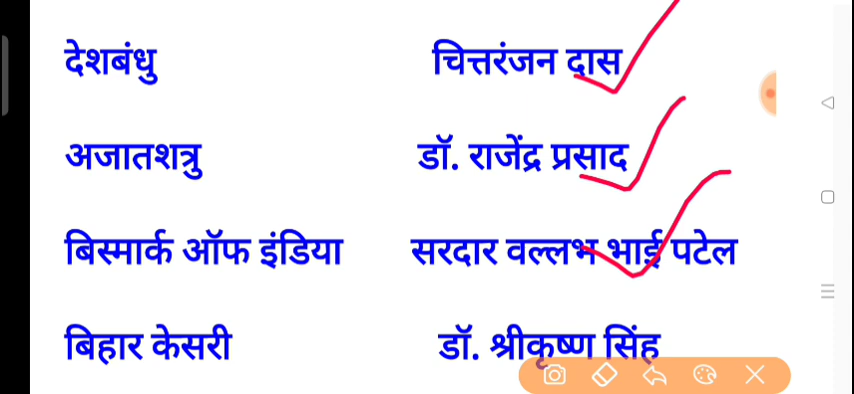 देशबंधु चित्तरंजन दास
अजातशत्रु डॉ. राजेंद्र प्रसाद
बिस्मार्क ऑफ इंडिया सरदार वल्लभ भाई पटेल
बिहार केसरी डॉ. श्रीकृष्ण सिंह